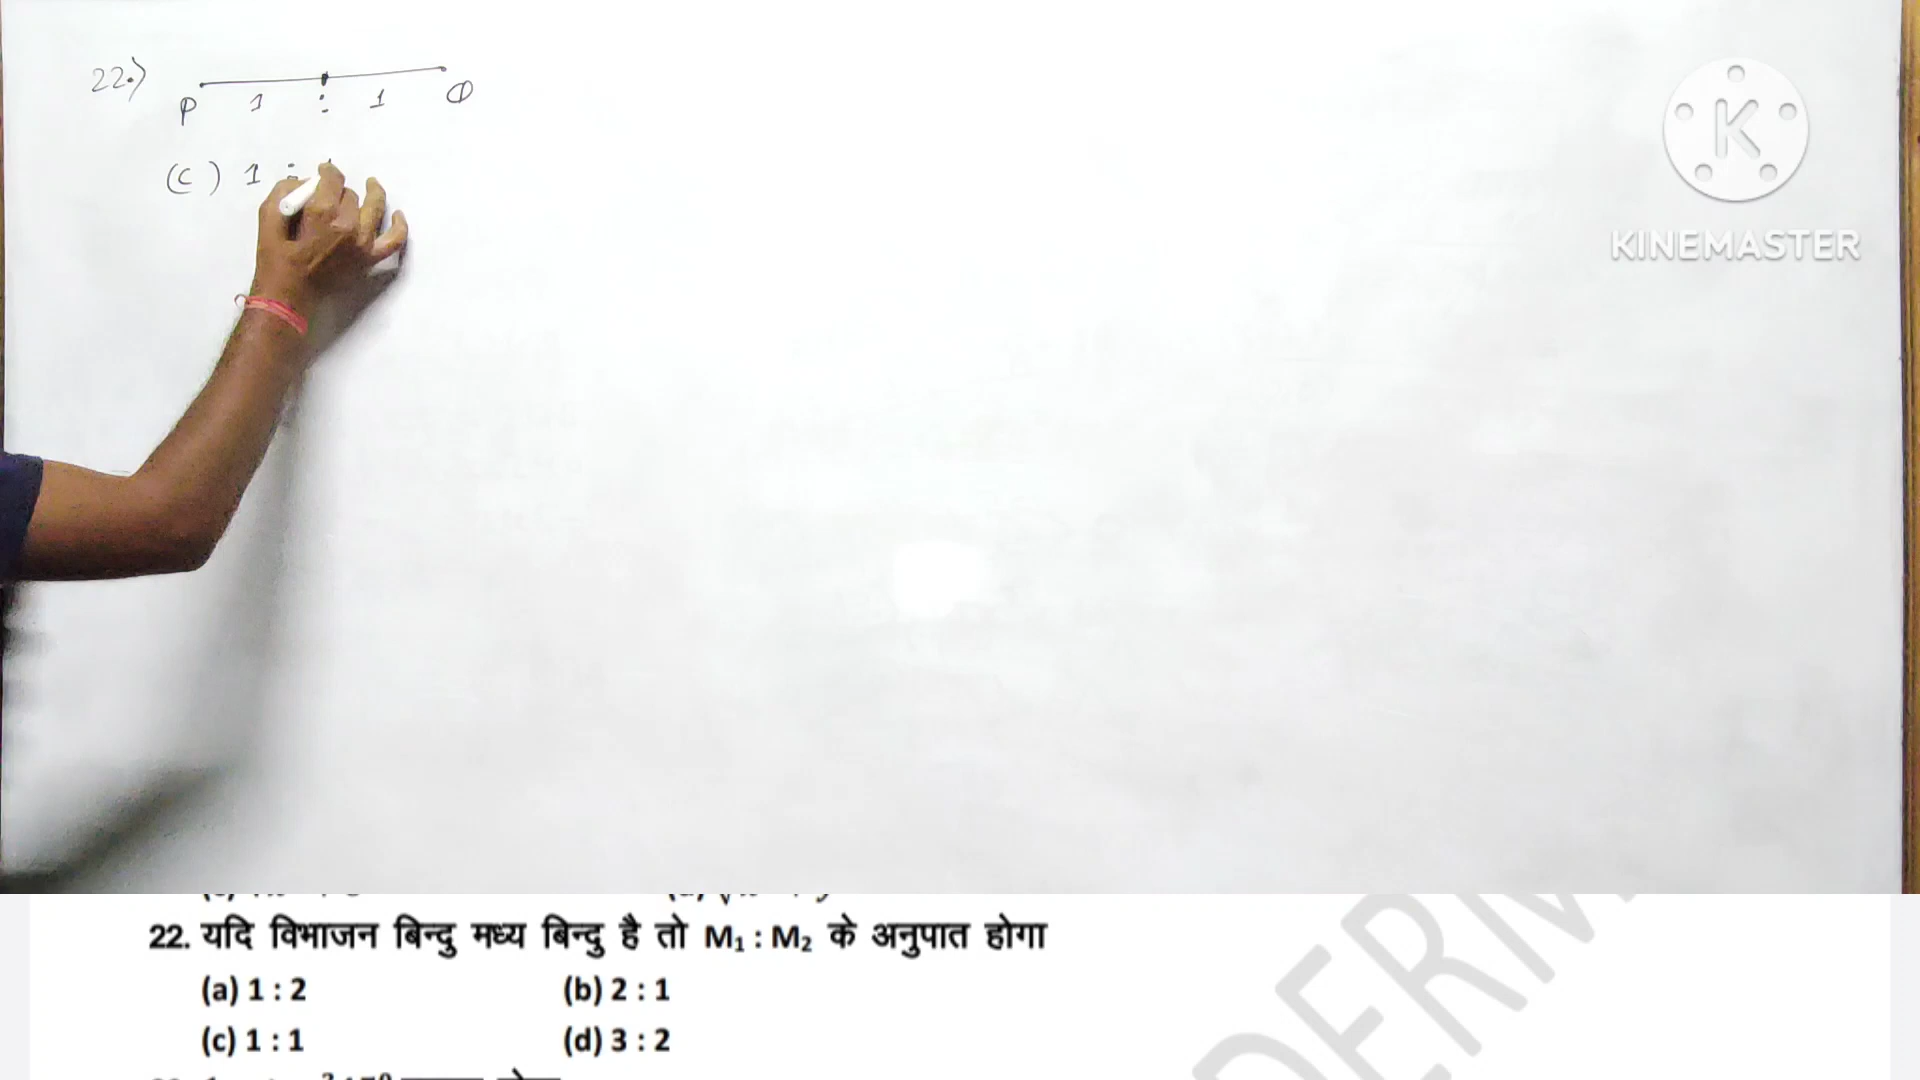 22.)
P 1 : 1 Q
(c) 1 :
KINEMASTER
22. यदि विभाजन बिन्दु मध्य बिन्दु है तो M₁ : M₂ के अनुपात होगा
(a) 1 : 2 (b) 2 : 1
(c) 1 : 1 (d) 3 : 2